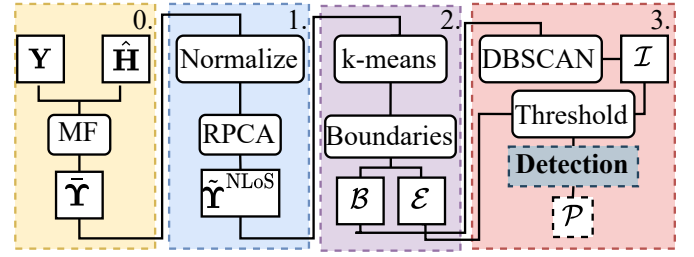 0.
Y
Ĥ
MF
Ῡ
1.
Normalize
RPCA
Υ̃^NLoS
2.
k-means
Boundaries
ℬ
ℰ
3.
DBSCAN
ℐ
Threshold
Detection
𝒫